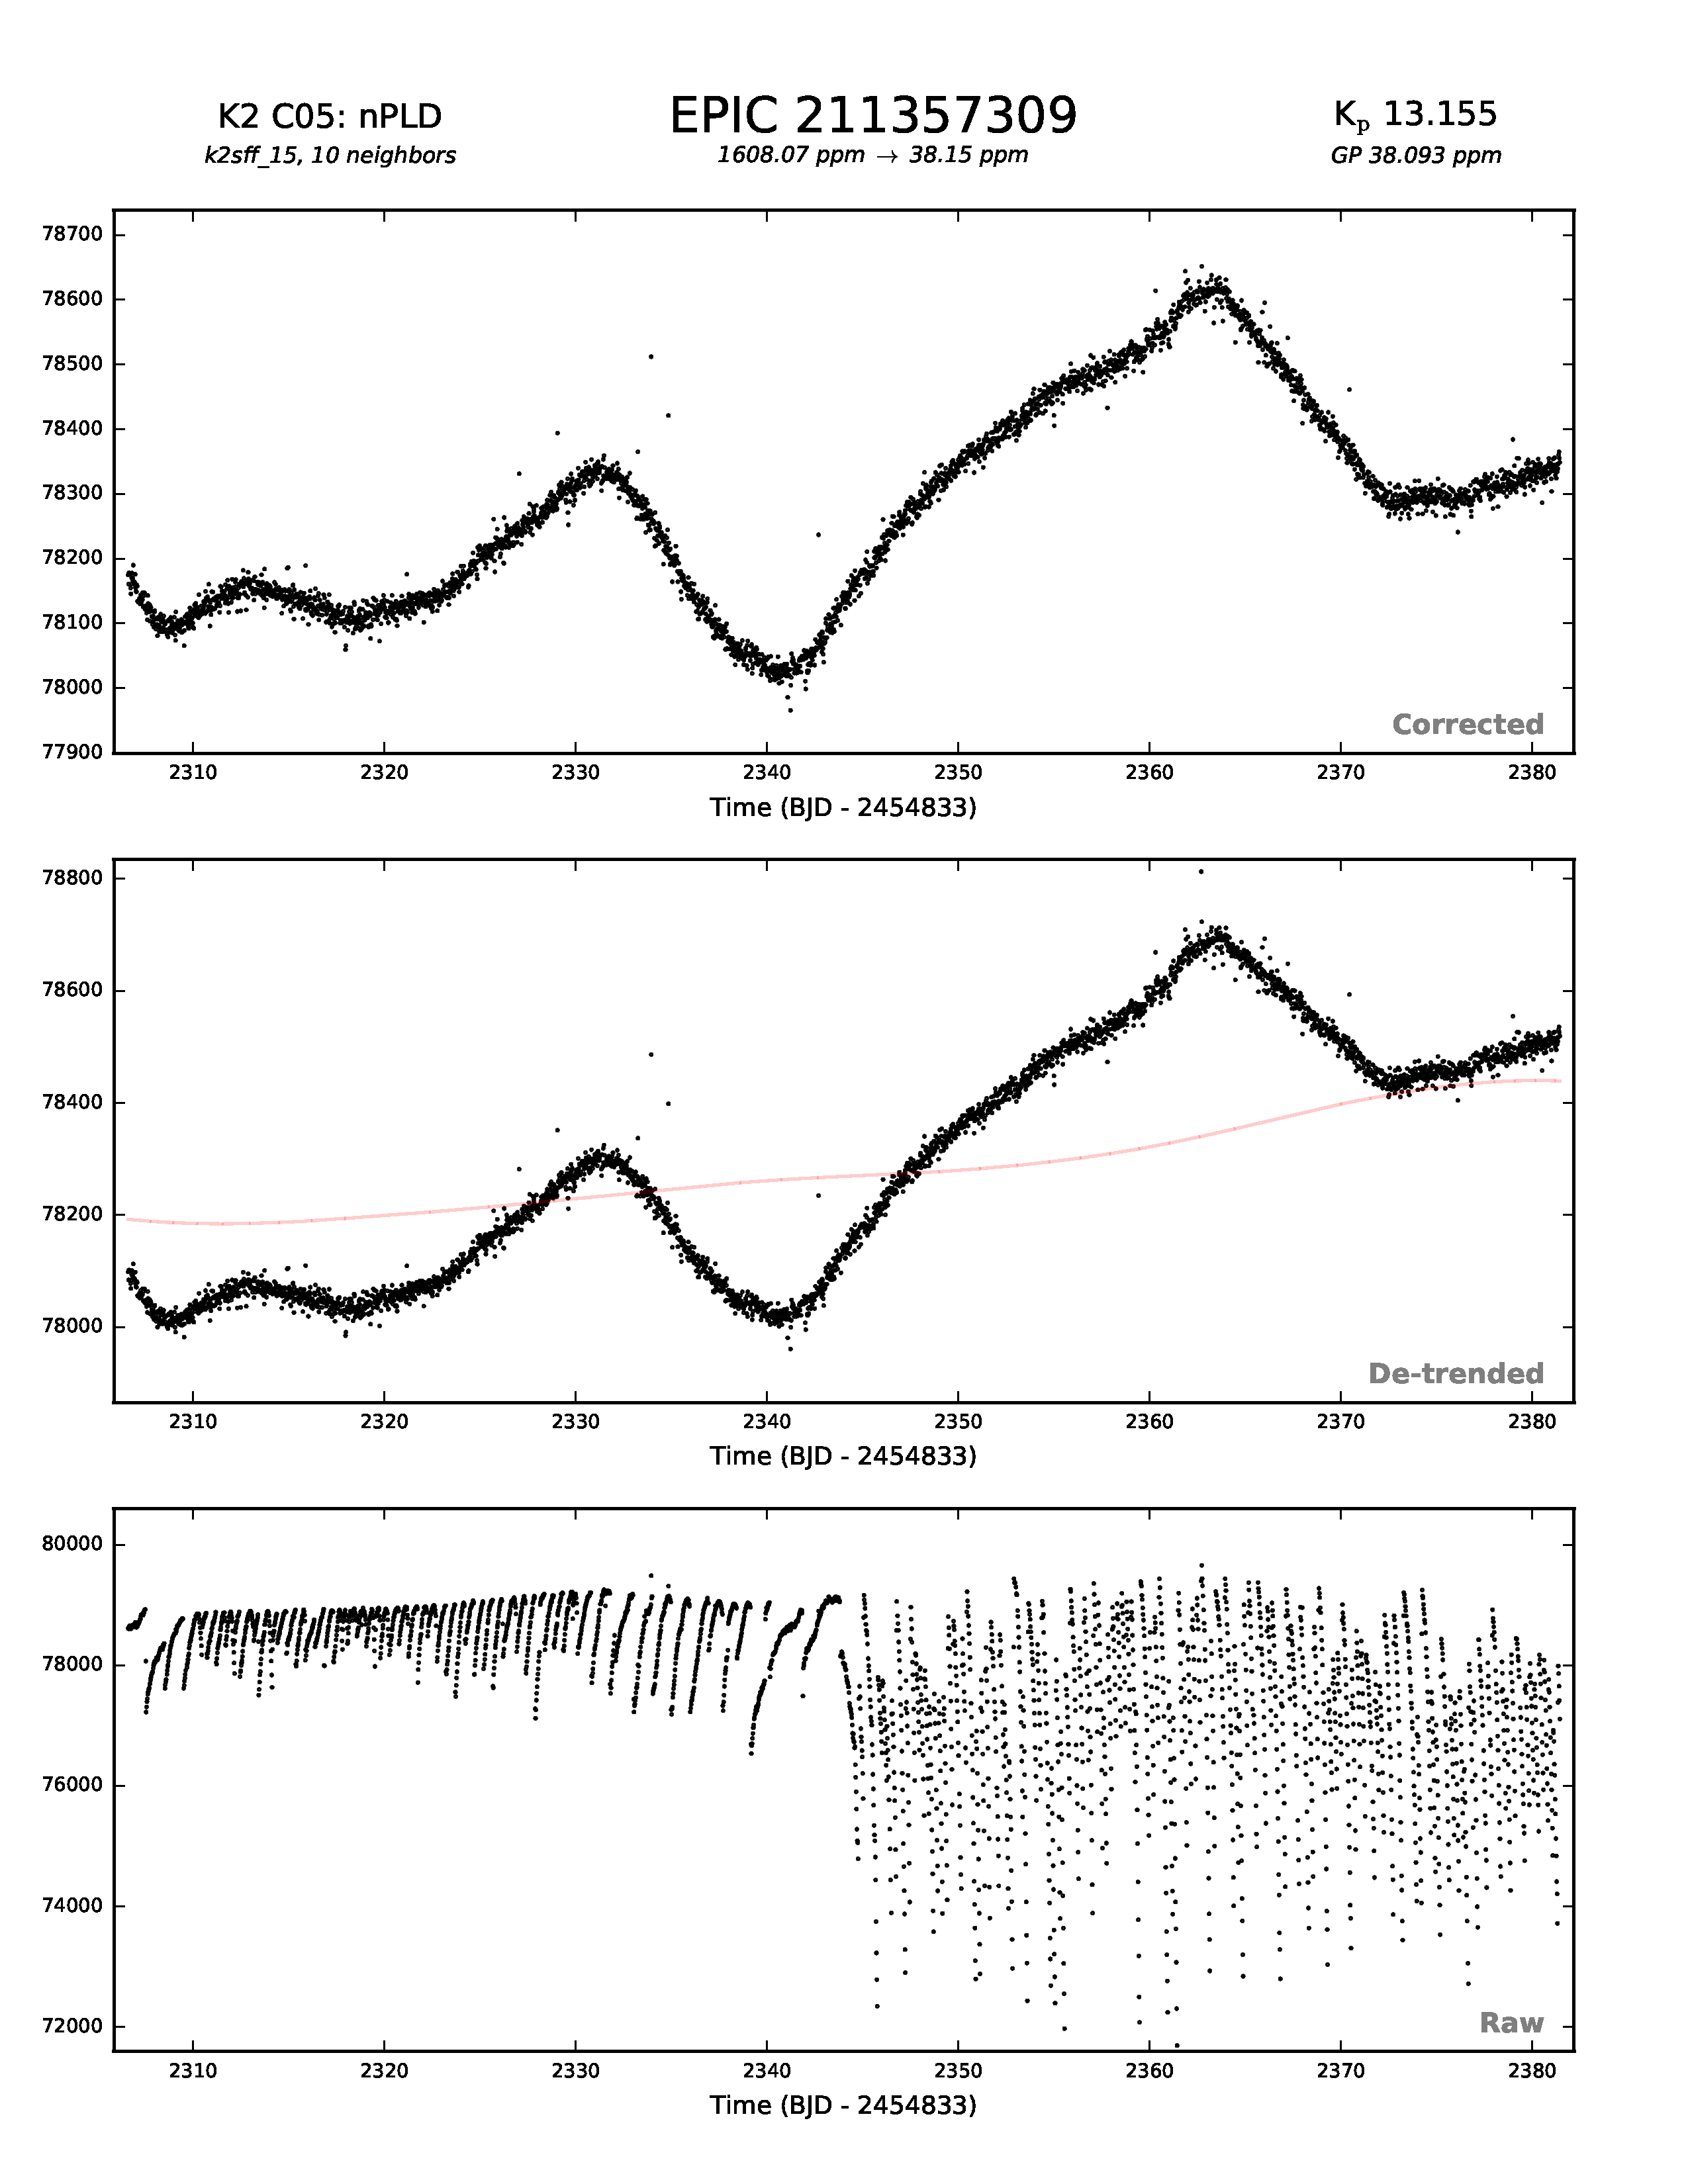 K2 C05: nPLD
EPIC 211357309
Kp 13.155
k2sff_15, 10 neighbors
1608.07 ppm → 38.15 ppm
GP 38.093 ppm
78700
78600
78500
78400
78300
78200
78100
78000
77900
Corrected
2310 2320 2330 2340 2350 2360 2370 2380
Time (BJD - 2454833)
78800
78600
78400
78200
78000
De-trended
2310 2320 2330 2340 2350 2360 2370 2380
Time (BJD - 2454833)
80000
78000
76000
74000
72000
Raw
2310 2320 2330 2340 2350 2360 2370 2380
Time (BJD - 2454833)